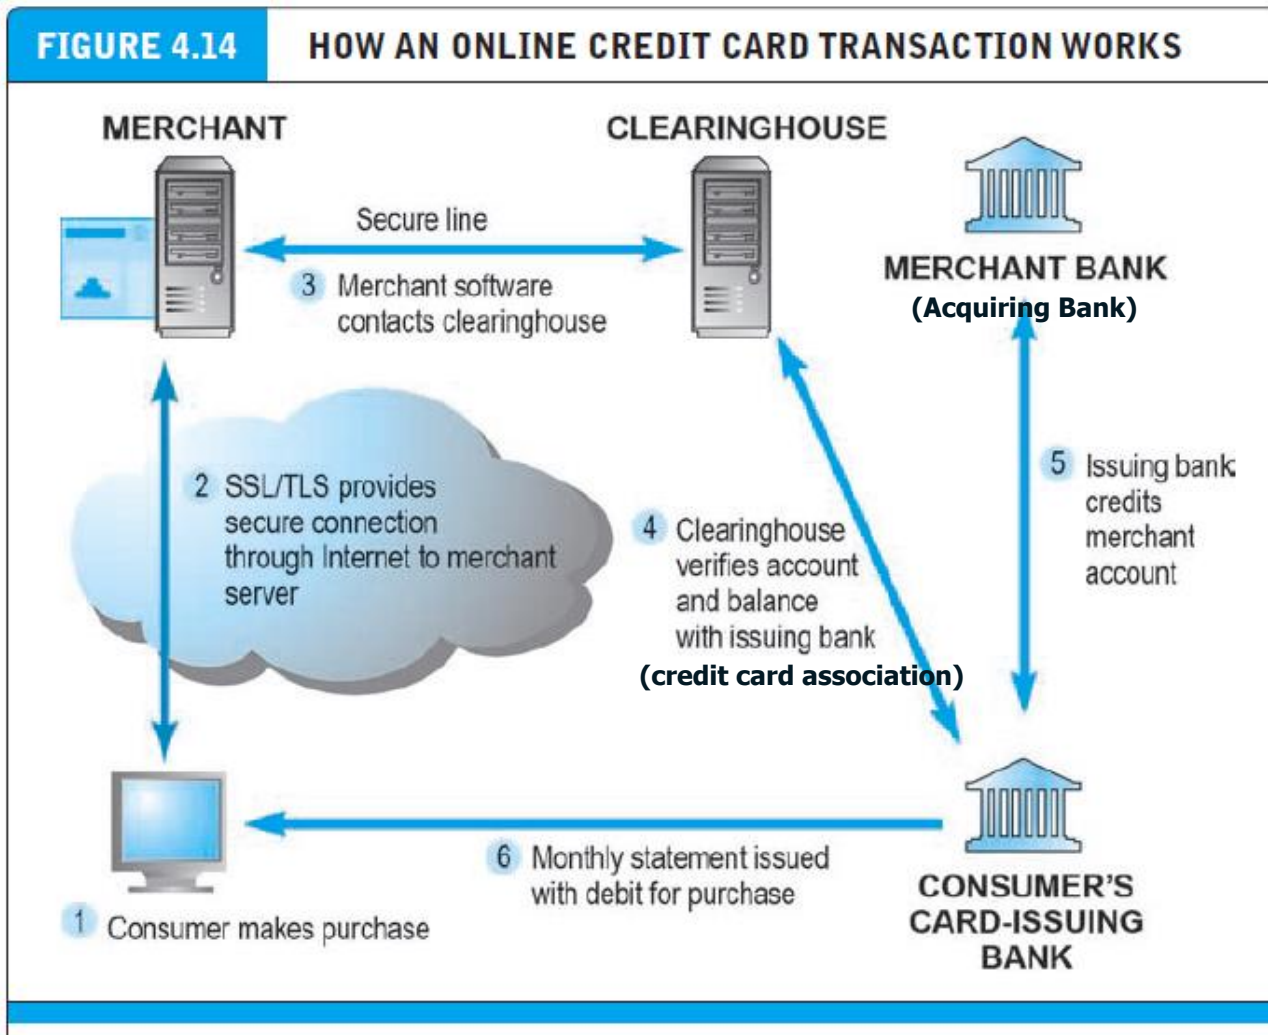 FIGURE 4.14
HOW AN ONLINE CREDIT CARD TRANSACTION WORKS
MERCHANT
CLEARINGHOUSE
MERCHANT BANK
(Acquiring Bank)
Secure line
3 Merchant software
contacts clearinghouse
2 SSL/TLS provides
secure connection
through Internet to merchant
server
4 Clearinghouse
verifies account
and balance
with issuing bank
(credit card association)
5 Issuing bank
credits
merchant
account
6 Monthly statement issued
with debit for purchase
1 Consumer makes purchase
CONSUMER'S
CARD-ISSUING
BANK